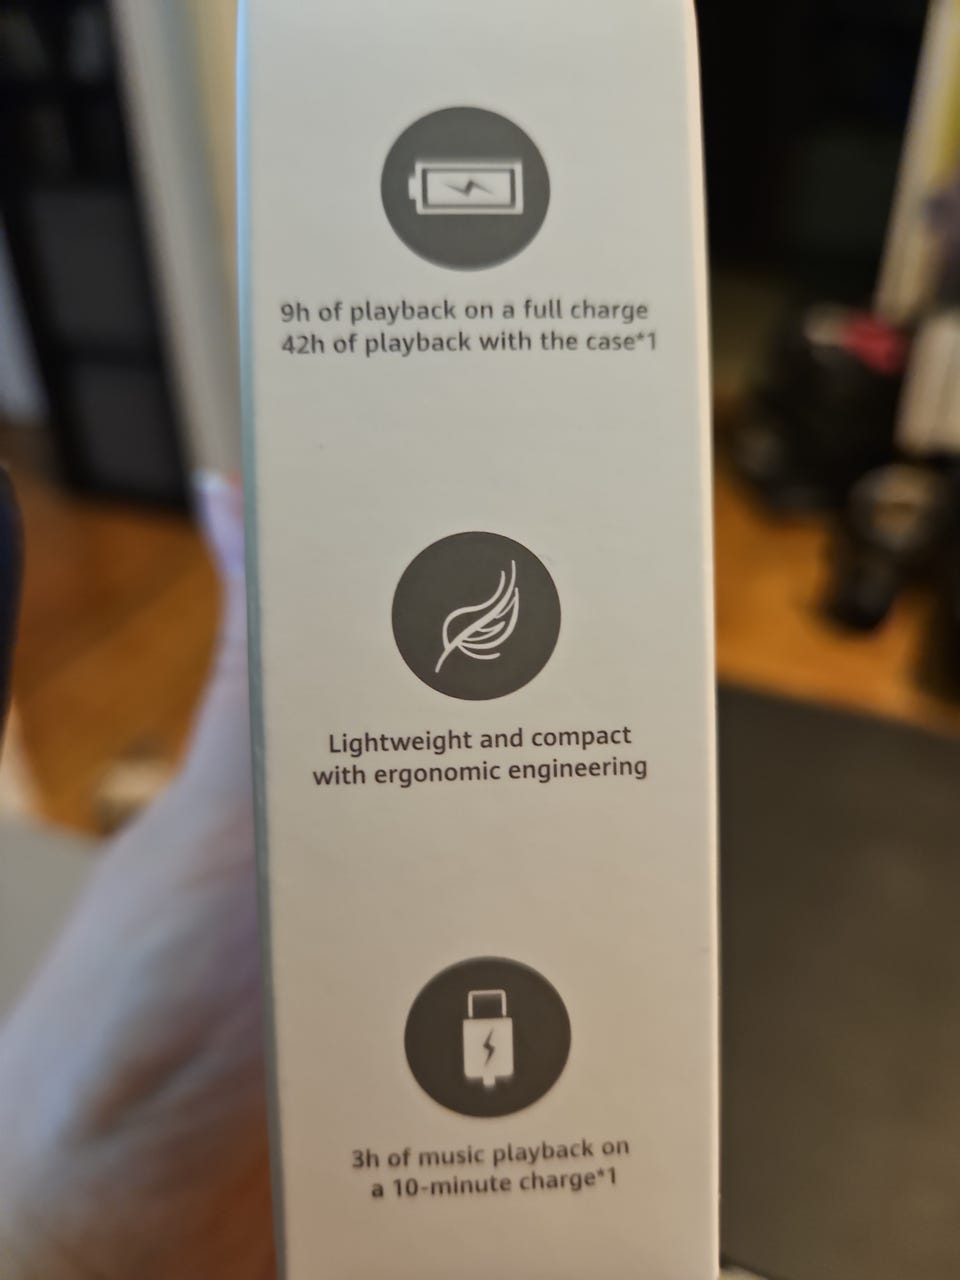 9h of playback on a full charge
42h of playback with the case*1
Lightweight and compact
with ergonomic engineering
3h of music playback on
a 10-minute charge*1